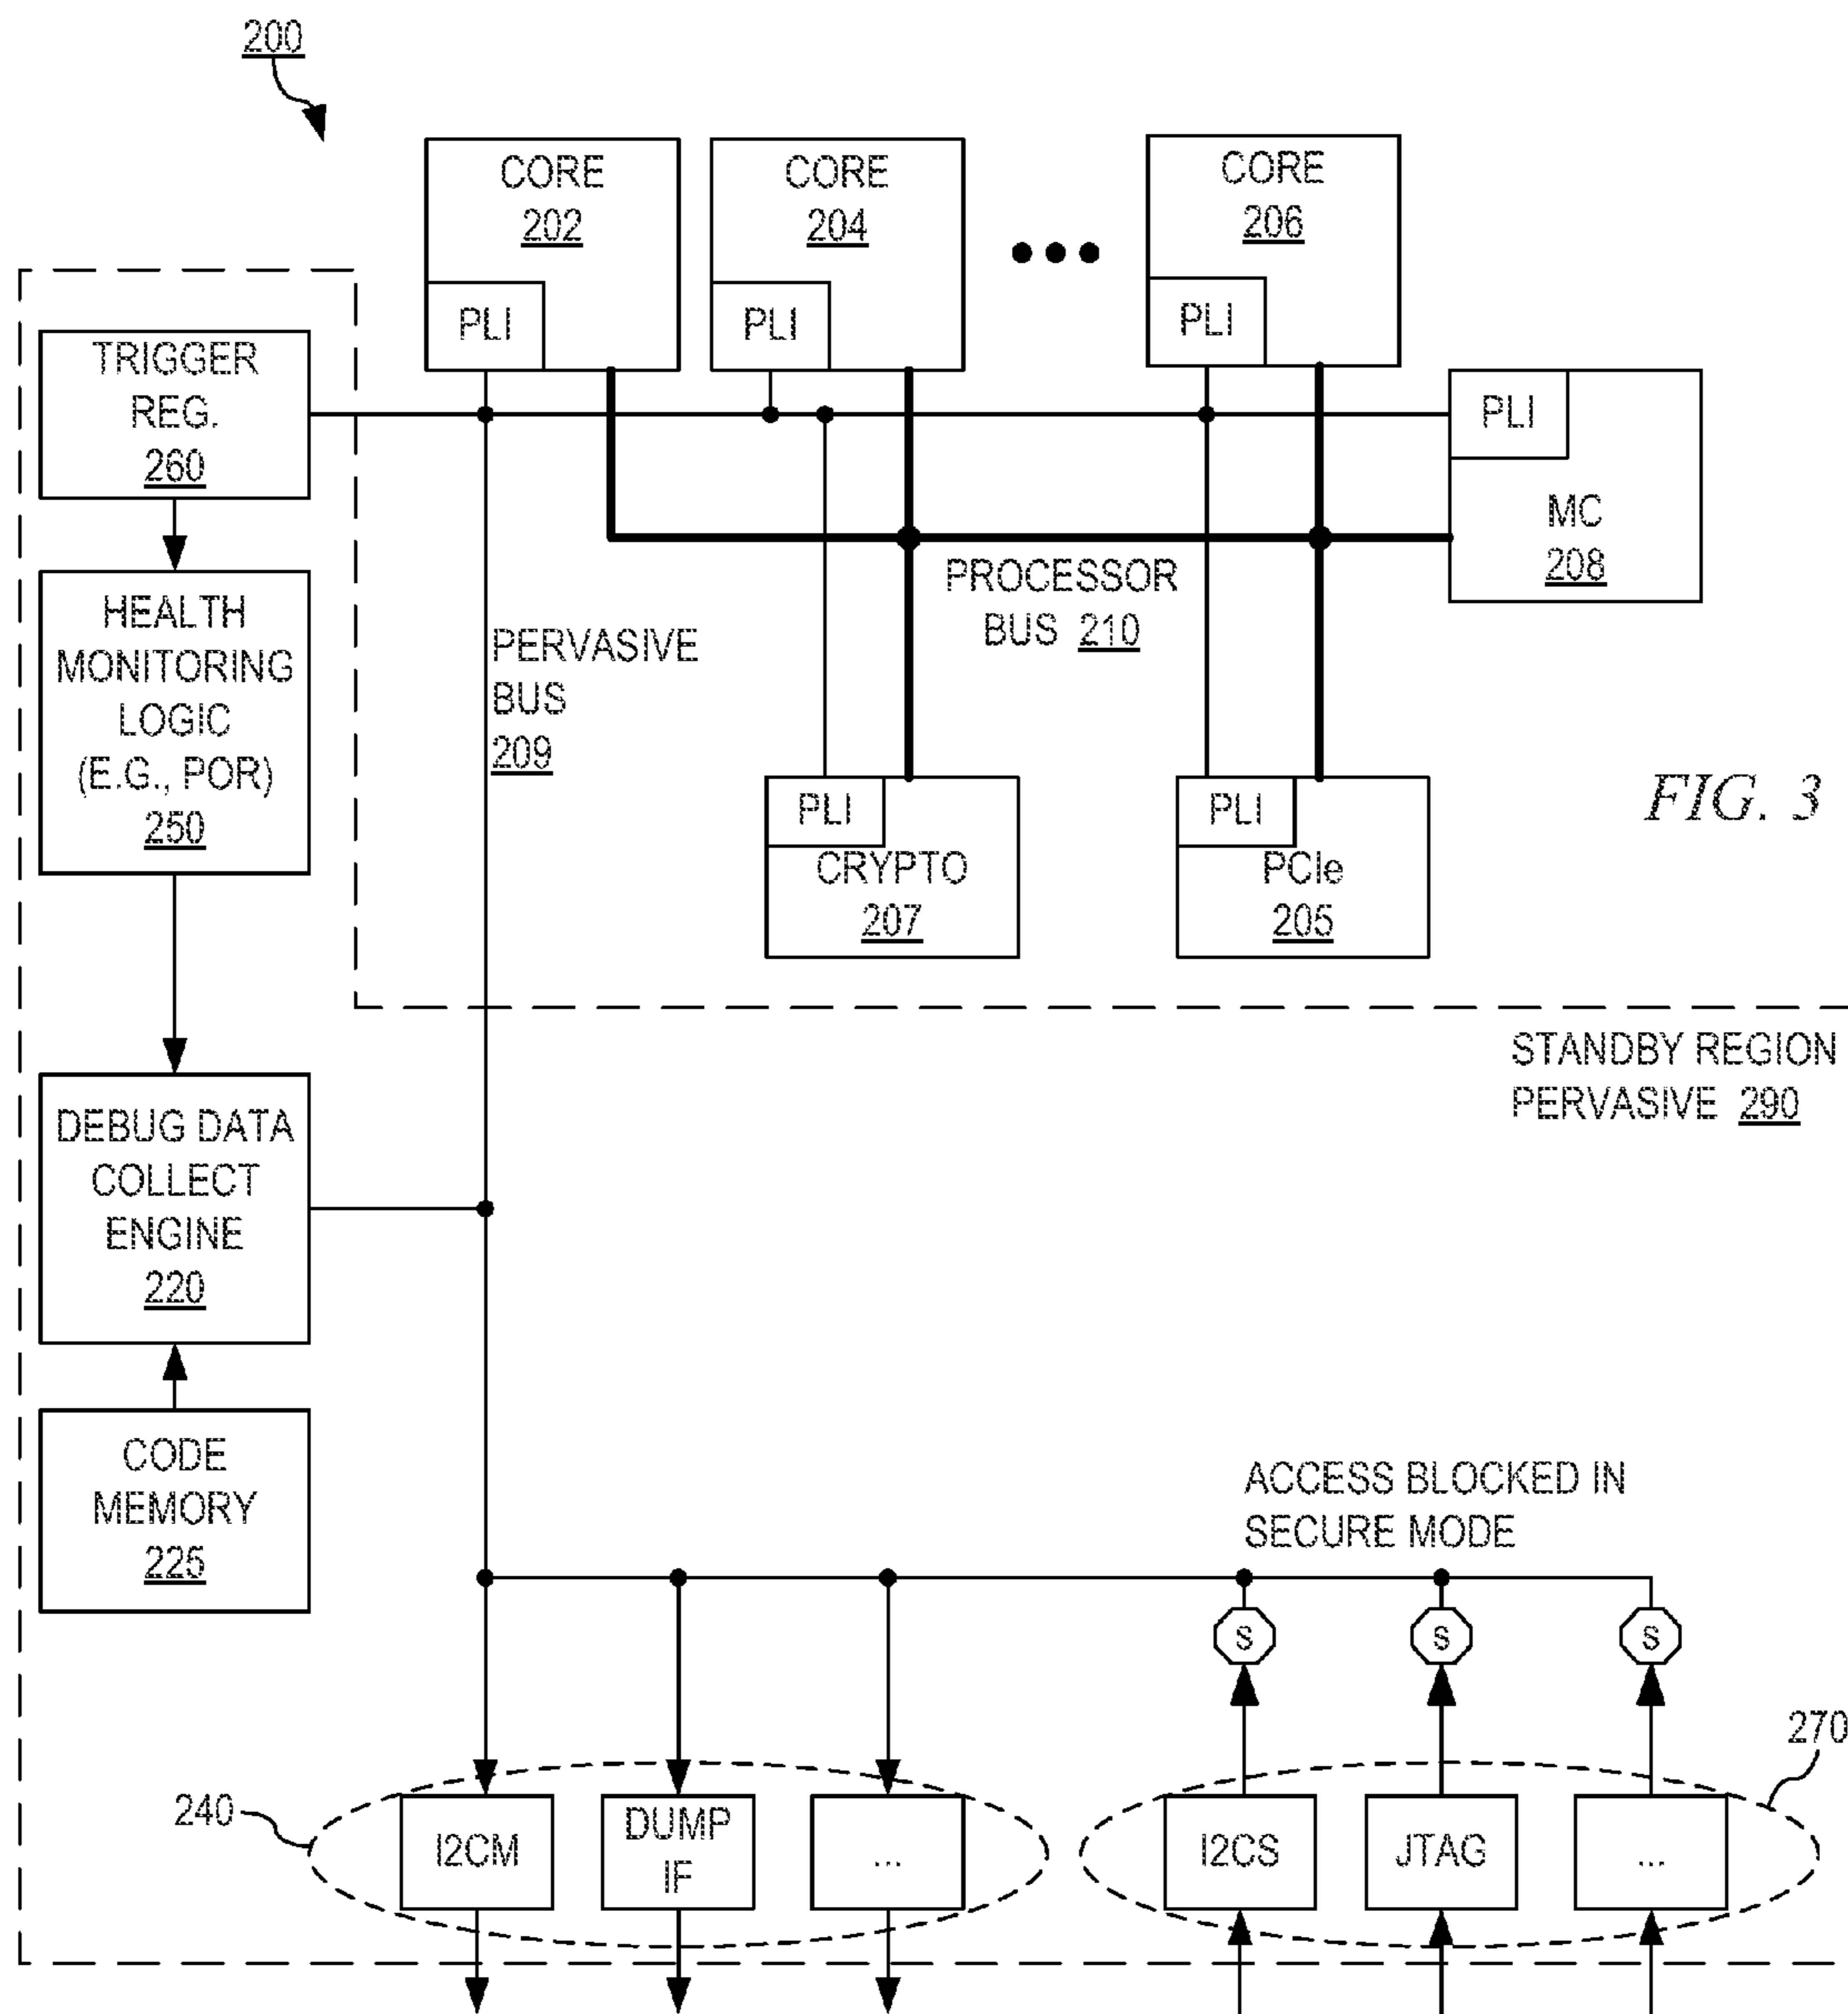 200
CORE
202
PLI
CORE
204
PLI
CORE
206
PLI
TRIGGER
REG.
260
PLI
MC
208
HEALTH
MONITORING
LOGIC
(E.G., POR)
250
PERVASIVE
BUS
209
PROCESSOR
BUS 210
PLI
CRYPTO
207
PLI
PCIe
205
FIG. 3
STANDBY REGION
PERVASIVE 290
DEBUG DATA
COLLECT
ENGINE
220
CODE
MEMORY
225
ACCESS BLOCKED IN
SECURE MODE
S
S
S
240
I2CM
DUMP
IF
...
I2CS
JTAG
...
270